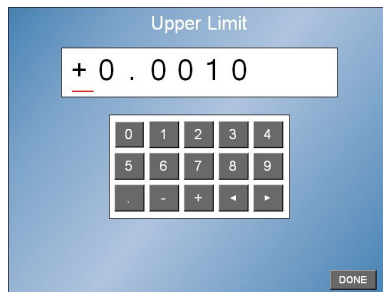 Upper Limit
+0.0010
0 1 2 3 4
5 6 7 8 9
. - + ◄ ►
DONE